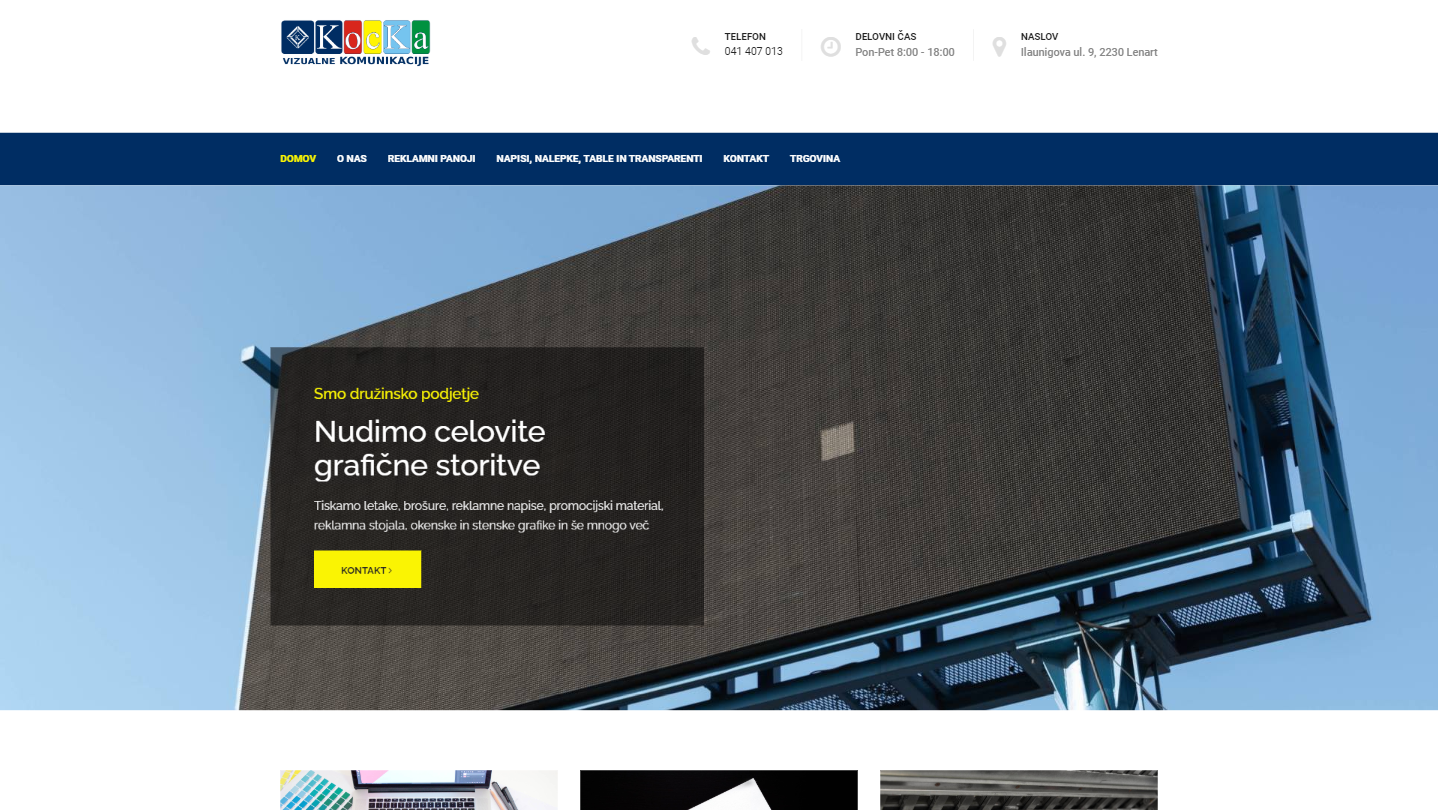 KocKa
VIZUALNE KOMUNIKACIJE
TELEFON
041 407 013
DELOVNI ČAS
Pon-Pet 8:00 - 18:00
NASLOV
Ilaunigova ul. 9, 2230 Lenart
DOMOV O NAS REKLAMNI PANOJI NAPISI, NALEPKE, TABLE IN TRANSPARENTI KONTAKT TRGOVINA
Smo družinsko podjetje
Nudimo celovite
grafične storitve
Tiskamo letake, brošure, reklamne napise, promocijski material,
reklamna stojala, okenske in stenske grafike in še mnogo več
KONTAKT